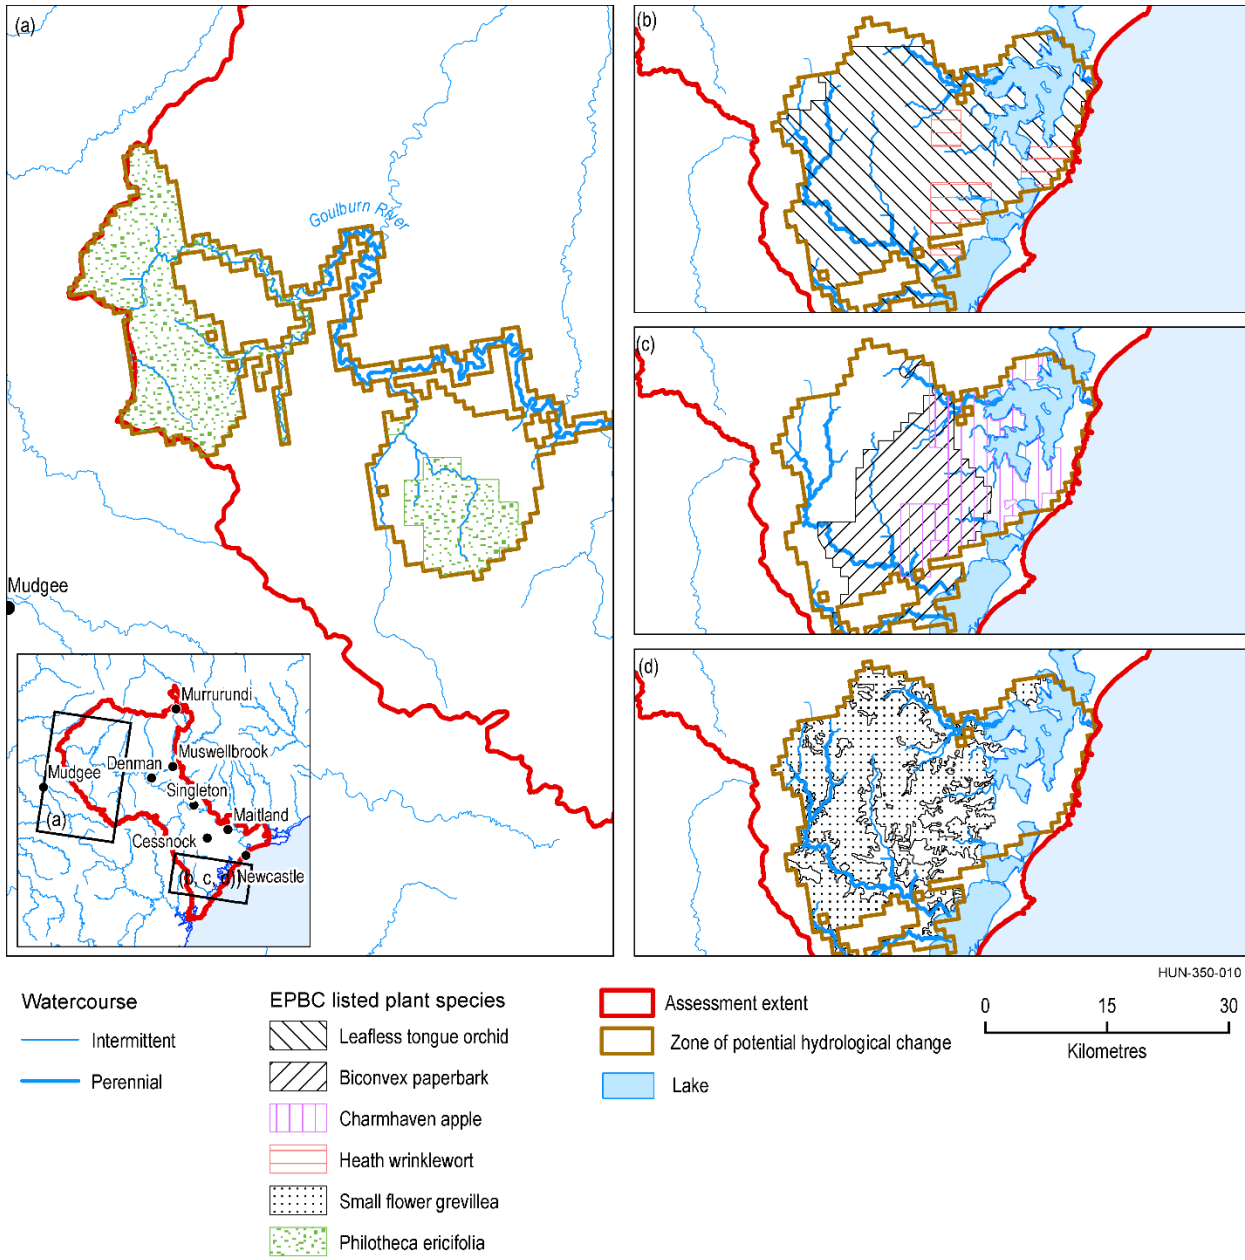 (a)
Goulburn River
Mudgee
Murrurundi
Muswellbrook
Denman
Mudgee
Singleton
(a)
Maitland
Cessnock
Newcastle
(b, c, d)
(b)
(c)
(d)
HUN-350-010
Watercourse
Intermittent
Perennial
EPBC listed plant species
Leafless tongue orchid
Biconvex paperbark
Charmhaven apple
Heath wrinklewort
Small flower grevillea
Philotheca ericifolia
Assessment extent
Zone of potential hydrological change
Lake
0 15 30
Kilometres